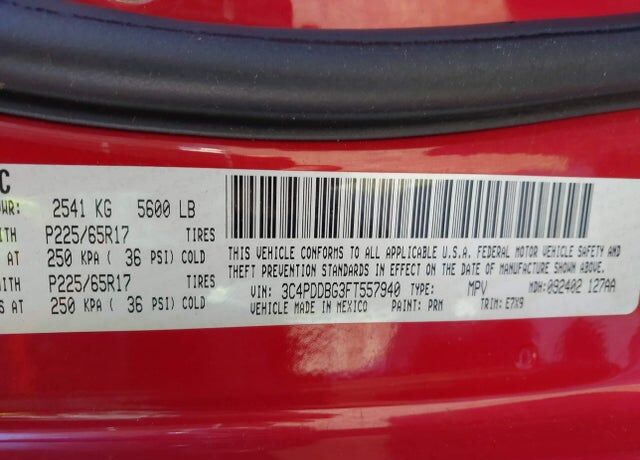 C
WR: 2541 KG 5600 LB
ITH P225/65R17 TIRES
S AT 250 KPA ( 36 PSI) COLD
ITH P225/65R17 TIRES
S AT 250 KPA ( 36 PSI) COLD
THIS VEHICLE CONFORMS TO ALL APPLICABLE U.S.A. FEDERAL MOTOR VEHICLE SAFETY AND
THEFT PREVENTION STANDARDS IN EFFECT ON THE DATE OF MANUFACTURE SHOWN ABOVE.
VIN: 3C4PDDBG3FT557940 TYPE: MPV MDH: 092402 127AA
VEHICLE MADE IN MEXICO PAINT: PRM TRIM: E7X9